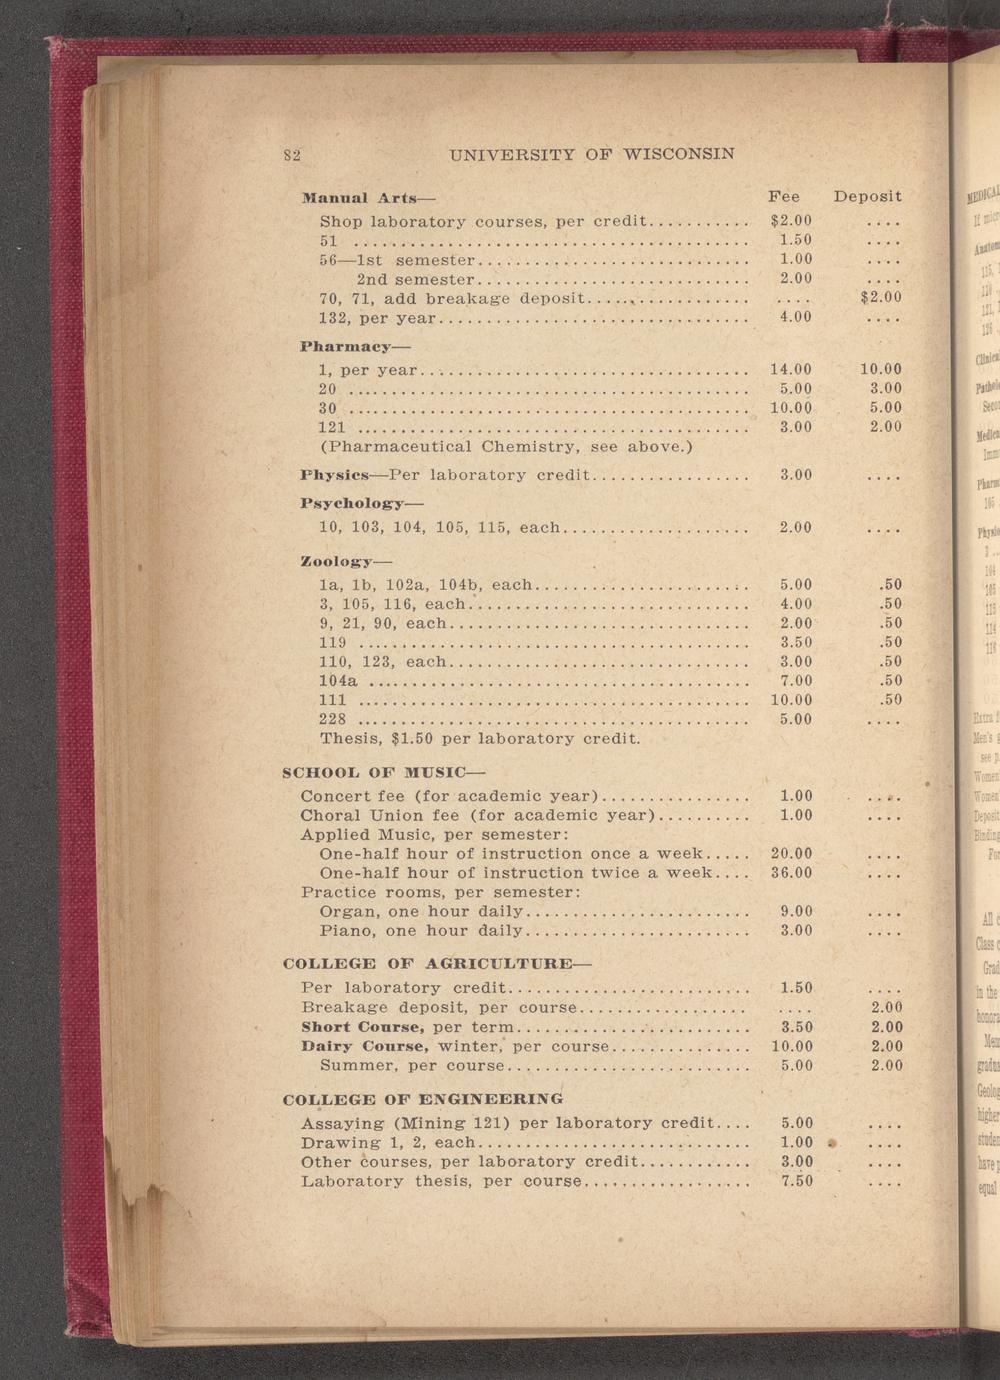 82 UNIVERSITY OF WISCONSIN
Manual Arts— Fee Deposit
Shop laboratory courses, per credit........... $2.00 ....
51 .......................................... 1.50 ....
56—1st semester............................. 1.00 ....
2nd semester............................. 2.00 ....
70, 71, add breakage deposit................. .... $2.00
132, per year................................. 4.00 ....
Pharmacy—
1, per year................................... 14.00 10.00
20 .......................................... 5.00 3.00
30 .......................................... 10.00 5.00
121 ......................................... 3.00 2.00
(Pharmaceutical Chemistry, see above.)
Physics—Per laboratory credit................. 3.00 ....
Psychology—
10, 103, 104, 105, 115, each.................... 2.00 ....
Zoology—
1a, 1b, 102a, 104b, each....................... 5.00 .50
3, 105, 116, each.............................. 4.00 .50
9, 21, 90, each................................ 2.00 .50
119 ......................................... 3.50 .50
110, 123, each................................ 3.00 .50
104a ........................................ 7.00 .50
111 ......................................... 10.00 .50
228 ......................................... 5.00 ....
Thesis, $1.50 per laboratory credit.
SCHOOL OF MUSIC—
Concert fee (for academic year)................ 1.00 ....
Choral Union fee (for academic year).......... 1.00 ....
Applied Music, per semester:
One-half hour of instruction once a week..... 20.00 ....
One-half hour of instruction twice a week.... 36.00 ....
Practice rooms, per semester:
Organ, one hour daily........................ 9.00 ....
Piano, one hour daily........................ 3.00 ....
COLLEGE OF AGRICULTURE—
Per laboratory credit.......................... 1.50 ....
Breakage deposit, per course.................. .... 2.00
Short Course, per term......................... 3.50 2.00
Dairy Course, winter, per course............... 10.00 2.00
Summer, per course.......................... 5.00 2.00
COLLEGE OF ENGINEERING
Assaying (Mining 121) per laboratory credit.... 5.00 ....
Drawing 1, 2, each............................. 1.00 ....
Other courses, per laboratory credit............ 3.00 ....
Laboratory thesis, per course.................. 7.50 ....